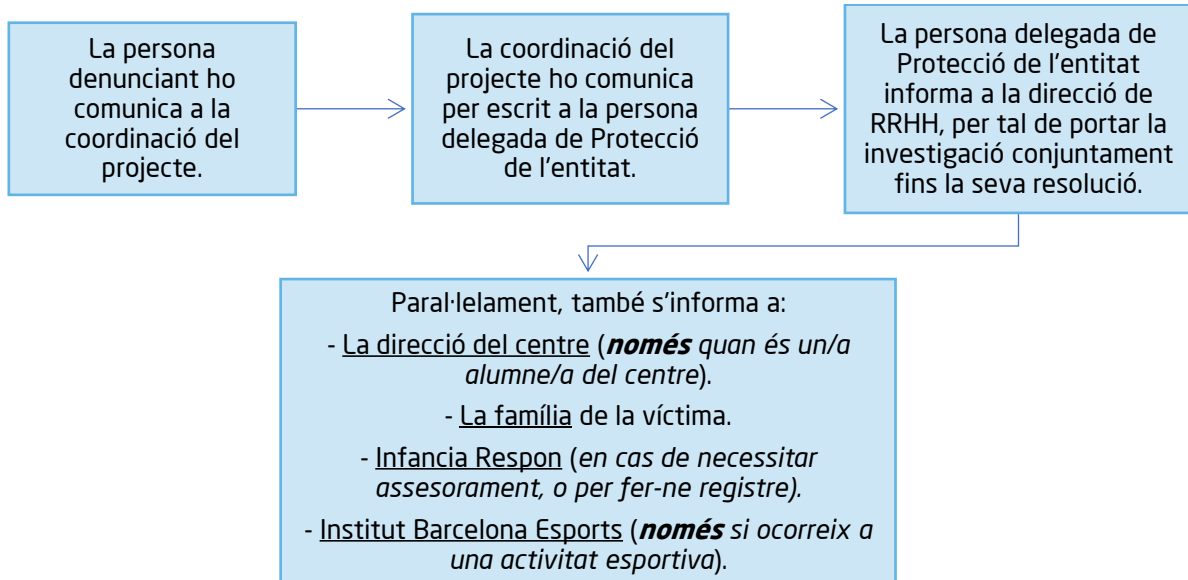 La persona
denunciant ho
comunica a la
coordinació del
projecte.
La coordinació del
projecte ho comunica
per escrit a la persona
delegada de Protecció
de l'entitat.
La persona delegada de
Protecció de l'entitat
informa a la direcció de
RRHH, per tal de portar la
investigació conjuntament
fins la seva resolució.
Paral·lelament, també s'informa a:
- La direcció del centre (només quan és un/a
alumne/a del centre).
- La família de la víctima.
- Infancia Respon (en cas de necessitar
assesorament, o per fer-ne registre).
- Institut Barcelona Esports (només si ocorreix a
una activitat esportiva).